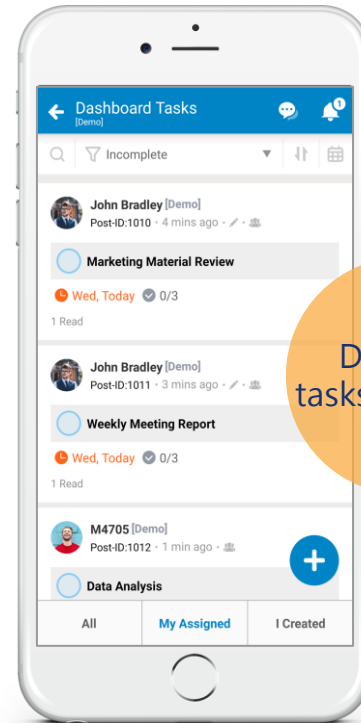 Dashboard Tasks
[Demo]
1
Incomplete
John Bradley [Demo]
Post-ID:1010 · 4 mins ago
Marketing Material Review
Wed, Today 0/3
1 Read
John Bradley [Demo]
Post-ID:1011 · 3 mins ago
Weekly Meeting Report
Wed, Today 0/3
1 Read
M4705 [Demo]
Post-ID:1012 · 1 min ago
Data Analysis
All My Assigned I Created
tasks